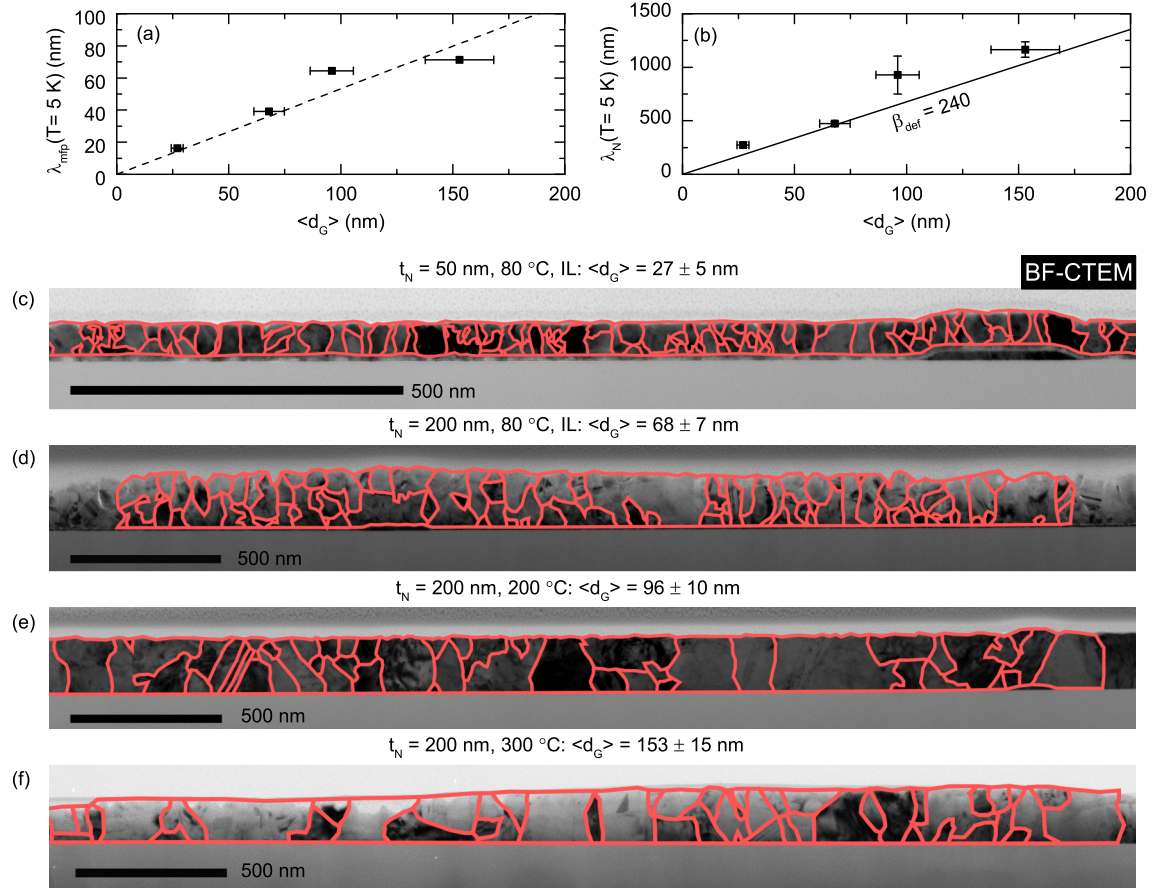 (a)
100
80
60
40
20
0
λmfp(T= 5 K) (nm)
0 50 100 150 200
<dG> (nm)
(b)
1500
1000
500
250
0
λN(T= 5 K) (nm)
βdef = 240
0 50 100 150 200
<dG> (nm)
tN = 50 nm, 80 °C, IL: <dG> = 27 ± 5 nm
BF-CTEM
(c)
500 nm
tN = 200 nm, 80 °C, IL: <dG> = 68 ± 7 nm
(d)
500 nm
tN = 200 nm, 200 °C: <dG> = 96 ± 10 nm
(e)
500 nm
tN = 200 nm, 300 °C: <dG> = 153 ± 15 nm
(f)
500 nm